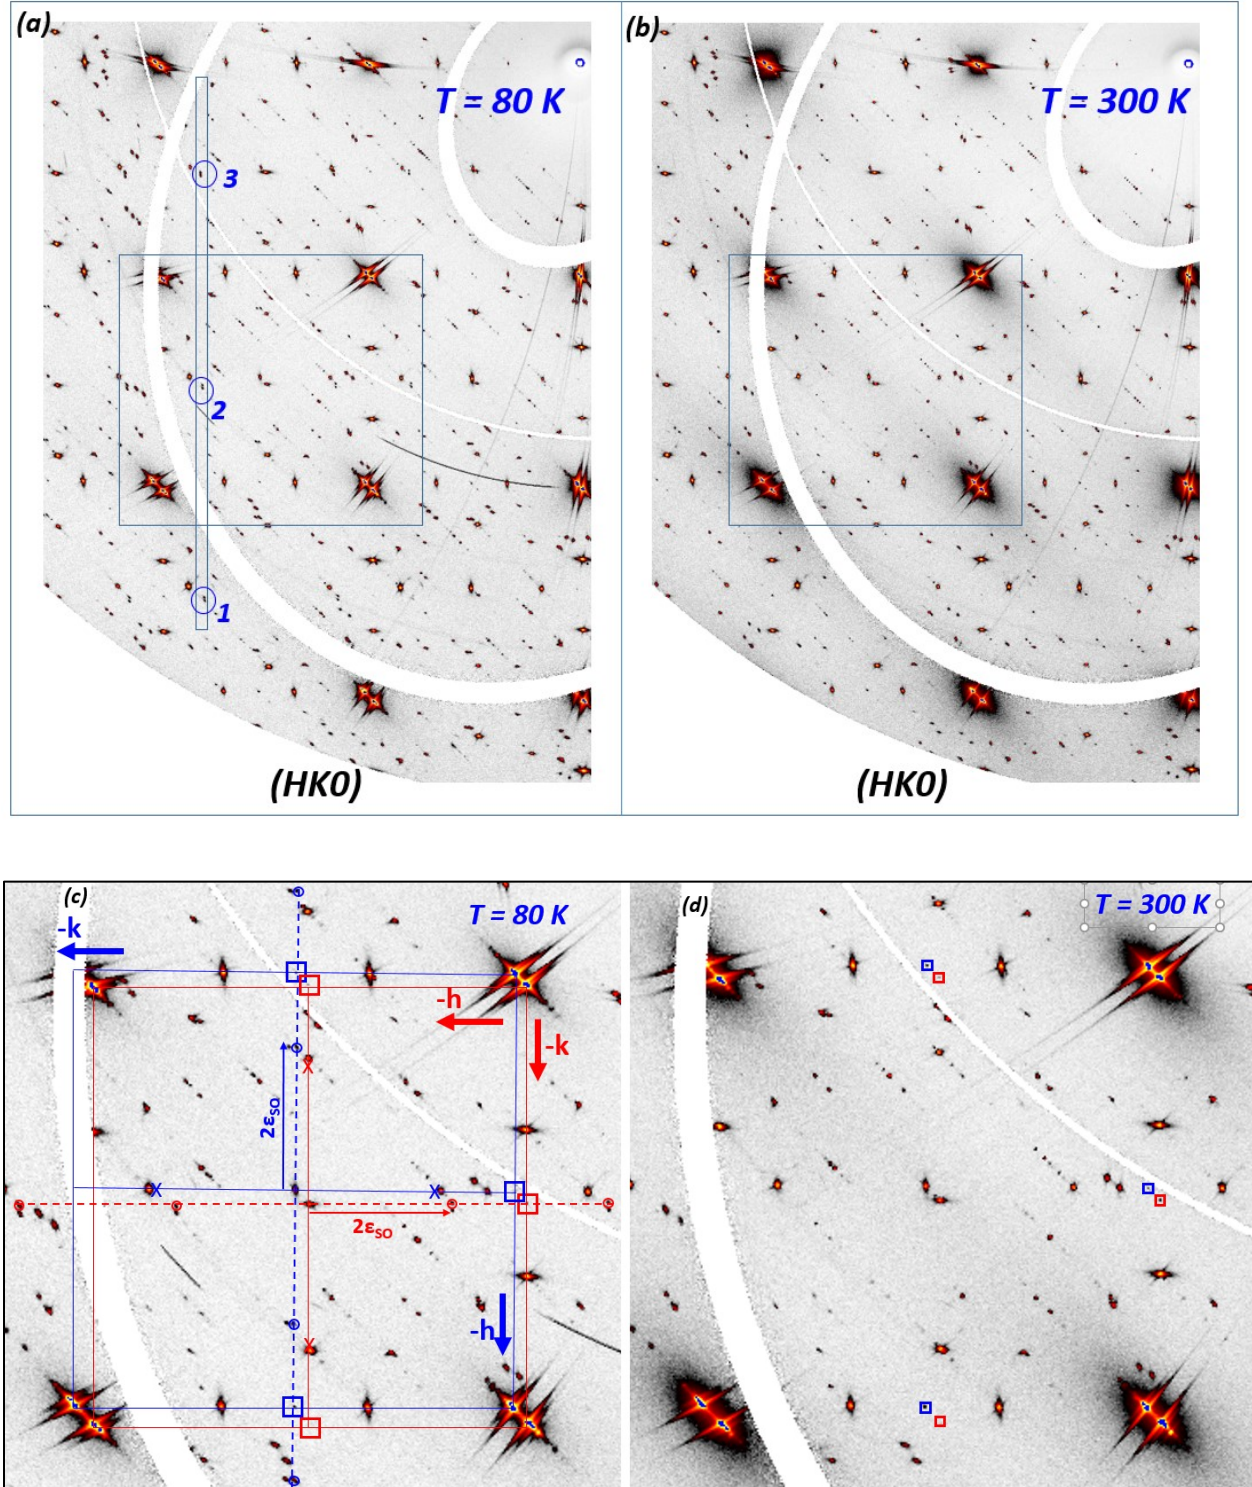 (a)
T = 80 K
3
2
1
(HK0)
(b)
T = 300 K
(HK0)
(c)
T = 80 K
-k
-h
-k
2εSO
X
X
X
2εSO
-h
X
(d)
T = 300 K